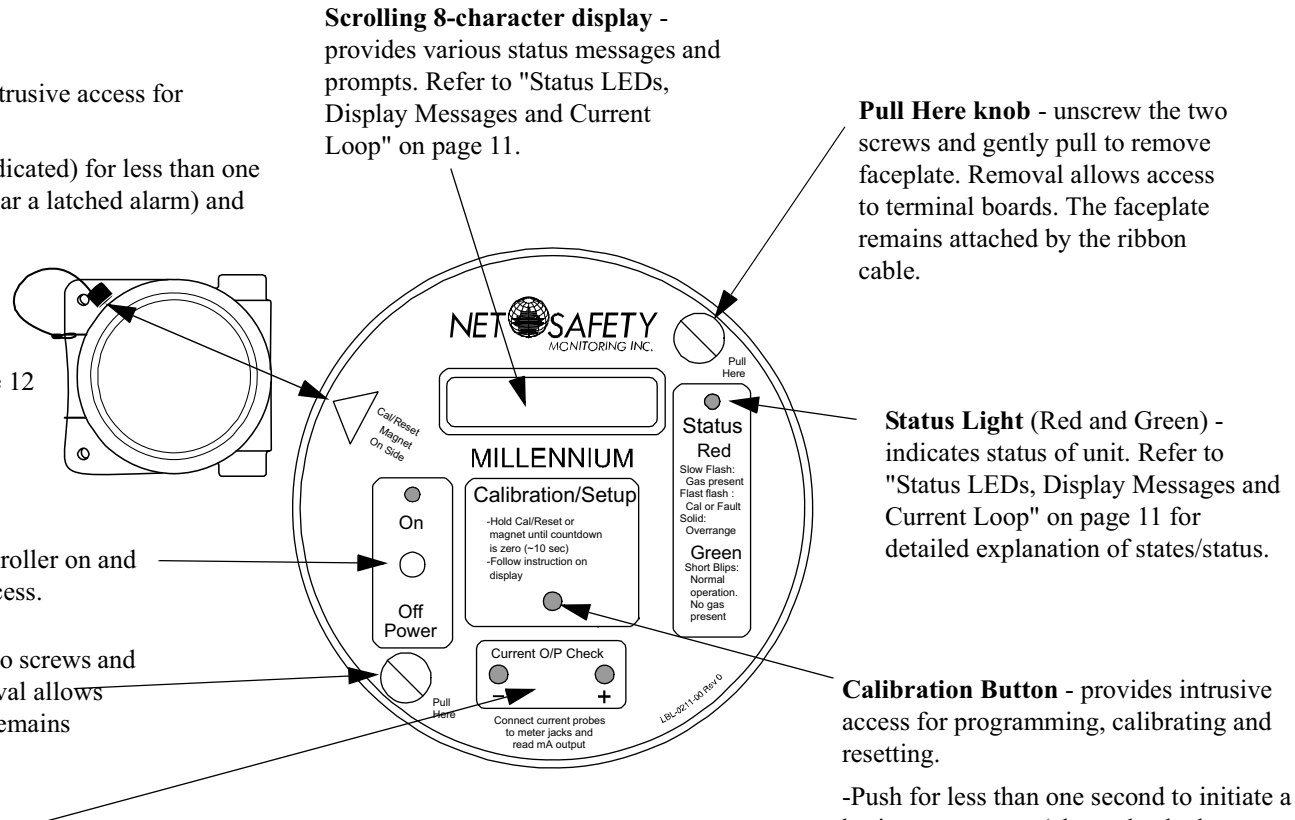 Scrolling 8-character display -
provides various status messages and
prompts. Refer to "Status LEDs,
Display Messages and Current
Loop" on page 11.
trusive access for
dicated) for less than one
ar a latched alarm) and
e 12
roller on and
cess.
o screws and
val allows
emains
Pull Here knob - unscrew the two
screws and gently pull to remove
faceplate. Removal allows access
to terminal boards. The faceplate
remains attached by the ribbon
cable.
Status Light (Red and Green) -
indicates status of unit. Refer to
"Status LEDs, Display Messages and
Current Loop" on page 11 for
detailed explanation of states/status.
Calibration Button - provides intrusive
access for programming, calibrating and
resetting.
-Push for less than one second to initiate a
NET SAFETY
MONITORING INC.
Pull
Here
Cal/Reset
Magnet
On Side
MILLENNIUM
Status
Red
Slow Flash:
Gas present
Flast flash :
Cal or Fault
Solid:
Overrange
Green
Short Blips:
Normal
operation.
No gas
present
On
Off
Power
Calibration/Setup
-Hold Cal/Reset or
magnet until countdown
is zero (~10 sec)
-Follow instruction on
display
Current O/P Check
− +
Connect current probes
to meter jacks and
read mA output
Pull
Here
LBL-0211-00 Rev 0